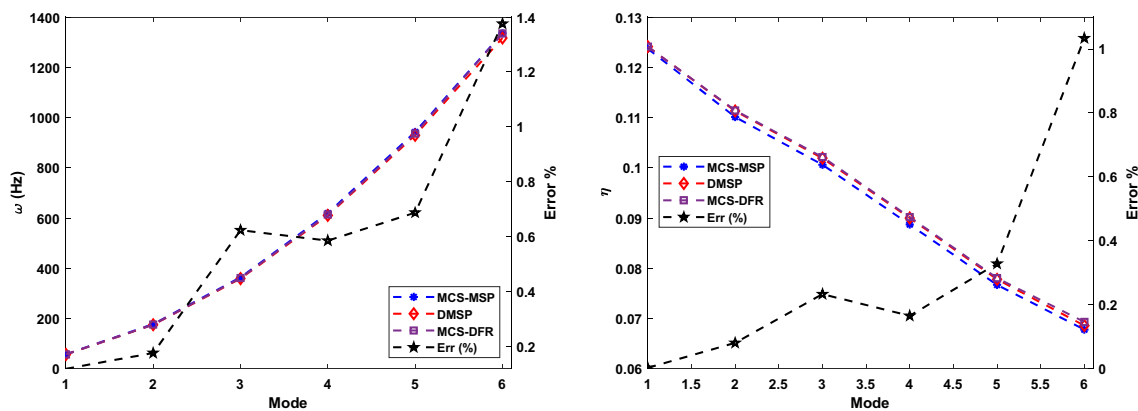 1400
1200
1000
800
600
400
200
0
ω (Hz)
1.4
1.2
1
0.8
0.6
0.4
0.2
Error %
MCS-MSP
DMSP
MCS-DFR
Err (%)
1 2 3 4 5 6
Mode
0.13
0.12
0.11
0.1
0.09
0.08
0.07
0.06
η
1
0.8
0.6
0.4
0.2
0
Error %
MCS-MSP
DMSP
MCS-DFR
Err (%)
1 1.5 2 2.5 3 3.5 4 4.5 5 5.5 6
Mode